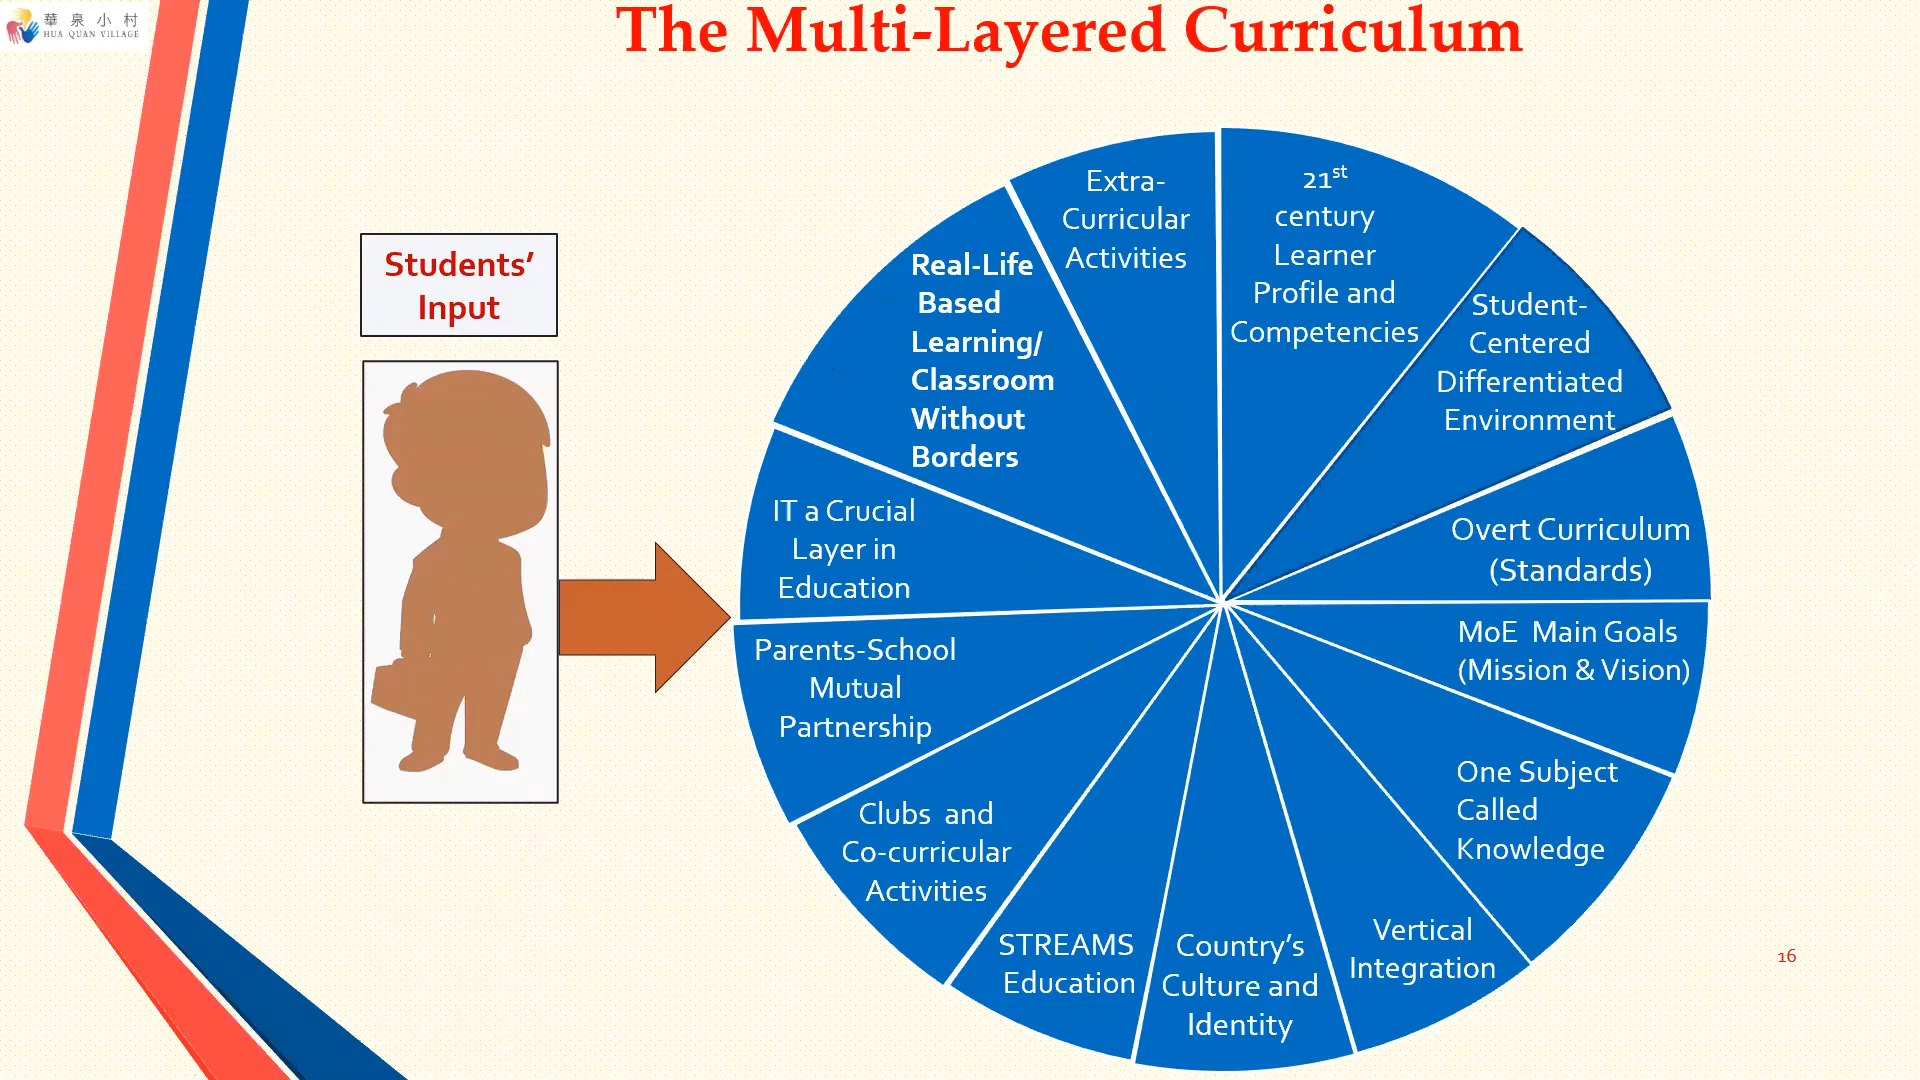 華泉小村
HUA QUAN VILLAGE
The Multi-Layered Curriculum
Students’
Input
Extra-
Curricular
Activities
21st
century
Learner
Profile and
Competencies
Student-
Centered
Differentiated
Environment
Overt Curriculum
(Standards)
MoE Main Goals
(Mission & Vision)
One Subject
Called
Knowledge
Vertical
Integration
Country’s
Culture and
Identity
STREAMS
Education
Clubs and
Co-curricular
Activities
Parents-School
Mutual
Partnership
IT a Crucial
Layer in
Education
Real-Life
Based
Learning/
Classroom
Without
Borders
16